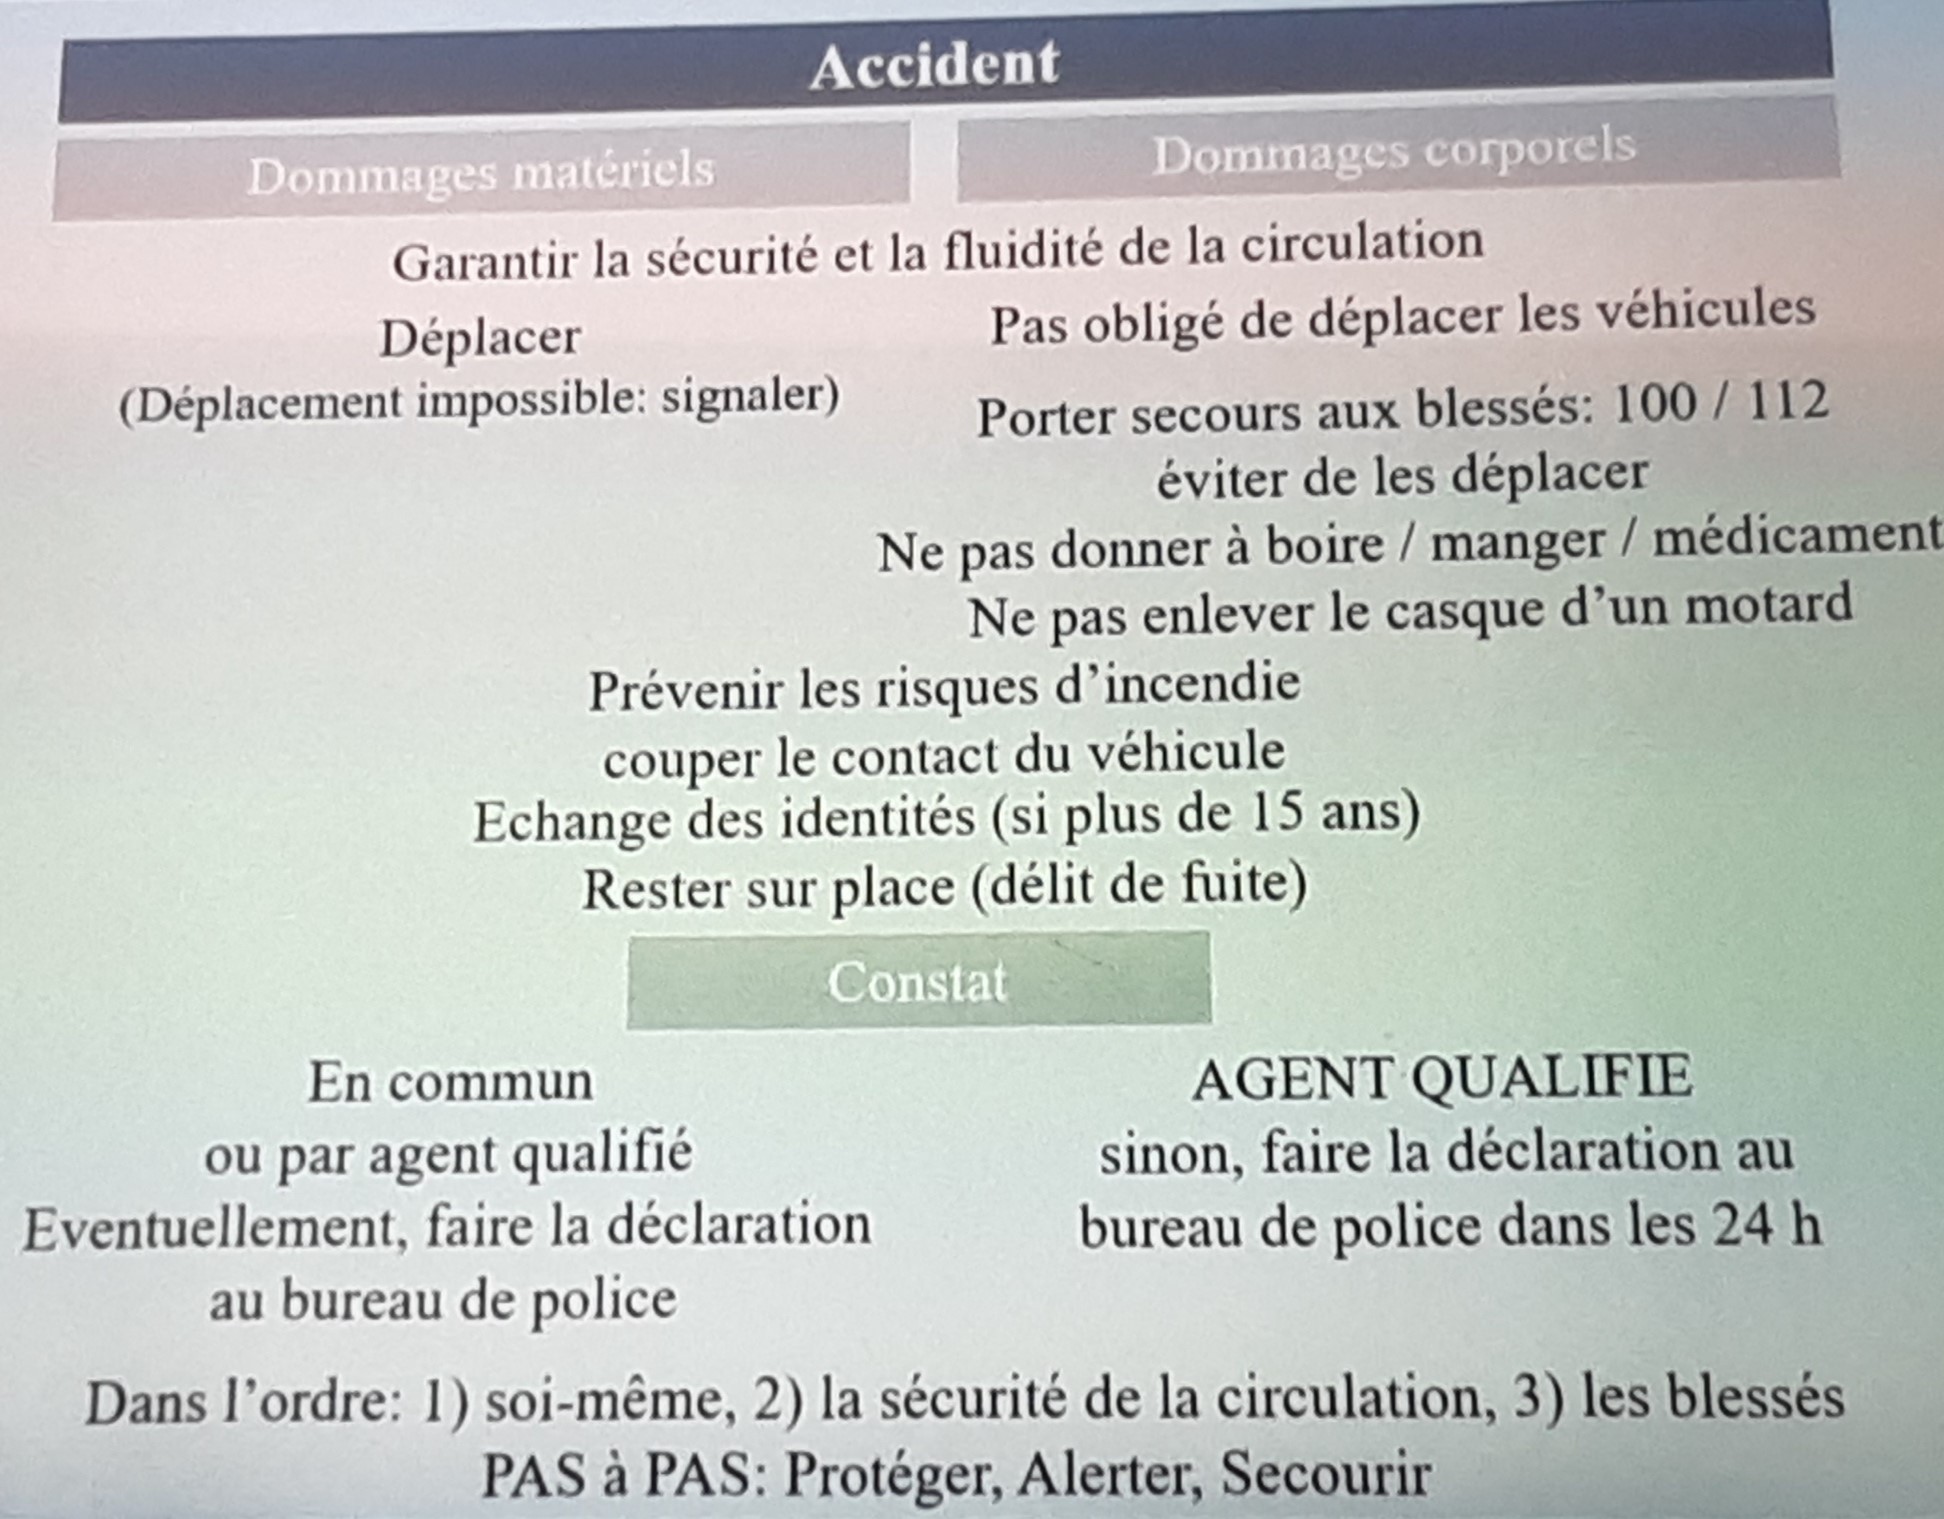 Accident
Dommages matériels
Dommages corporels
Garantir la sécurité et la fluidité de la circulation
Déplacer
(Déplacement impossible: signaler)
Pas obligé de déplacer les véhicules
Porter secours aux blessés: 100 / 112
éviter de les déplacer
Ne pas donner à boire / manger / médicament
Ne pas enlever le casque d'un motard
Prévenir les risques d'incendie
couper le contact du véhicule
Echange des identités (si plus de 15 ans)
Rester sur place (délit de fuite)
Constat
En commun
ou par agent qualifié
Eventuellement, faire la déclaration
au bureau de police
AGENT QUALIFIE
sinon, faire la déclaration au
bureau de police dans les 24 h
Dans l'ordre: 1) soi-même, 2) la sécurité de la circulation, 3) les blessés
PAS à PAS: Protéger, Alerter, Secourir